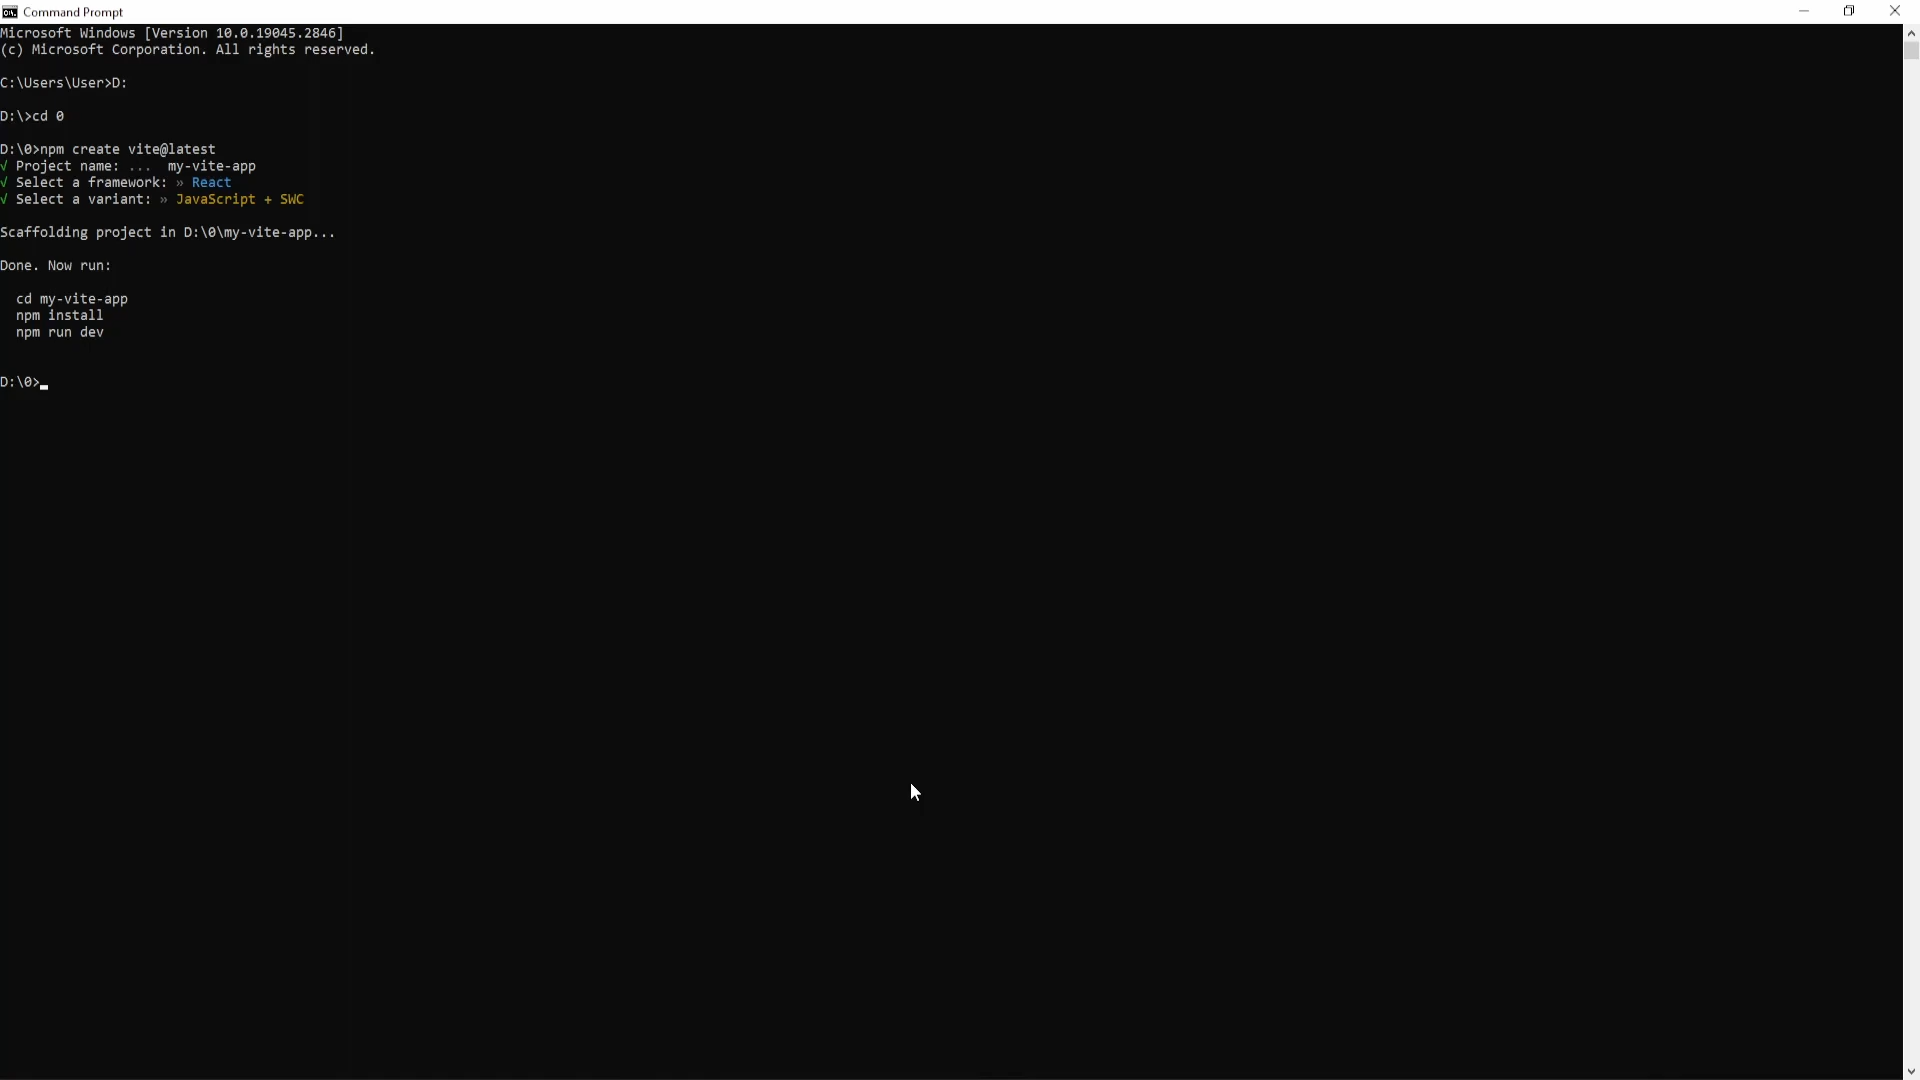 Command Prompt
Microsoft Windows [Version 10.0.19045.2846]
(c) Microsoft Corporation. All rights reserved.
C:\Users\User>D:
D:\>cd 0
D:\0>npm create vite@latest
√ Project name: ... my-vite-app
√ Select a framework: » React
√ Select a variant: » JavaScript + SWC
Scaffolding project in D:\0\my-vite-app...
Done. Now run:
cd my-vite-app
npm install
npm run dev
D:\0>